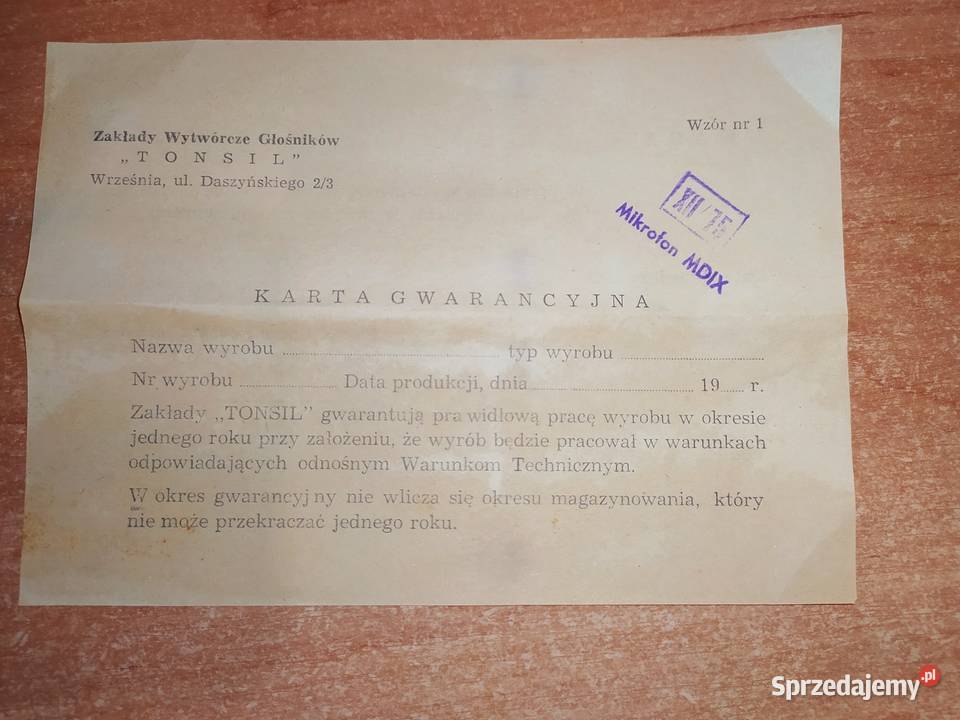 Zakłady Wytwórcze Głośników
„TONSIL”
Września, ul. Daszyńskiego 2/3
Wzór nr 1
XII/75
Mikrofon MDIX
KARTA GWARANCYJNA
Nazwa wyrobu ........................ typ wyrobu ........................
Nr wyrobu ............ Data produkcji, dnia ........................ 19...... r.
Zakłady „TONSIL” gwarantują prawidłową pracę wyrobu w okresie
jednego roku przy założeniu, że wyrób będzie pracował w warunkach
odpowiadających odnośnym Warunkom Technicznym.
W okres gwarancyjny nie wlicza się okresu magazynowania, który
nie może przekraczać jednego roku.
Sprzedajemy.pl